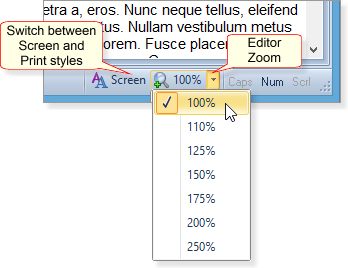 etra a, eros. Nunc neque tellus, eleifend
tus. Nullam vestibulum metus
orem. Fusce placer
Switch between
Screen and
Print styles
Editor
Zoom
Screen 100% Caps Num Scrl
100%
110%
125%
150%
175%
200%
250%